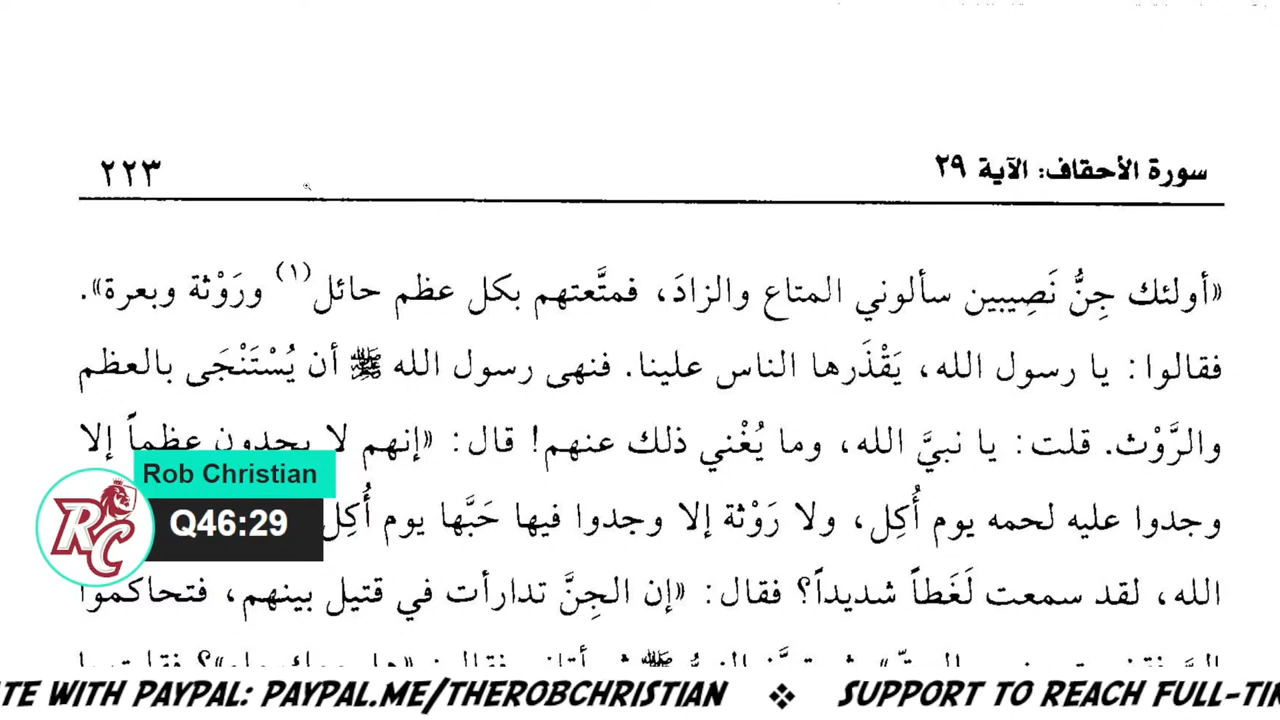 سورة الأحقاف: الآية ٢٩
٢٢٣
«أولئك جِنُّ نَصِيبين سألوني المتاع والزادَ، فمتَّعتهم بكل عظم حائل(١) ورَوْثة وبعرة».
فقالوا: يا رسول الله، يَقْذَرها الناس علينا. فنهى رسول الله ﷺ أن يُسْتَنْجَى بالعظم
والرَّوْث. قلت: يا نبيَّ الله، وما يُغْني ذلك عنهم! قال: «إنهم لا يجدون عظماً إلا
وجدوا عليه لحمه يوم أُكِل، ولا رَوْثة إلا وجدوا فيها حَبَّها يوم أُكِل
الله، لقد سمعت لَغَطاً شديداً؟ فقال: «إن الجِنَّ تدارأت في قتيل بينهم، فتحاكموا
Rob Christian
RC
Q46:29
TE WITH PAYPAL: PAYPAL.ME/THEROBCHRISTIAN ❖ SUPPORT TO REACH FULL-TI